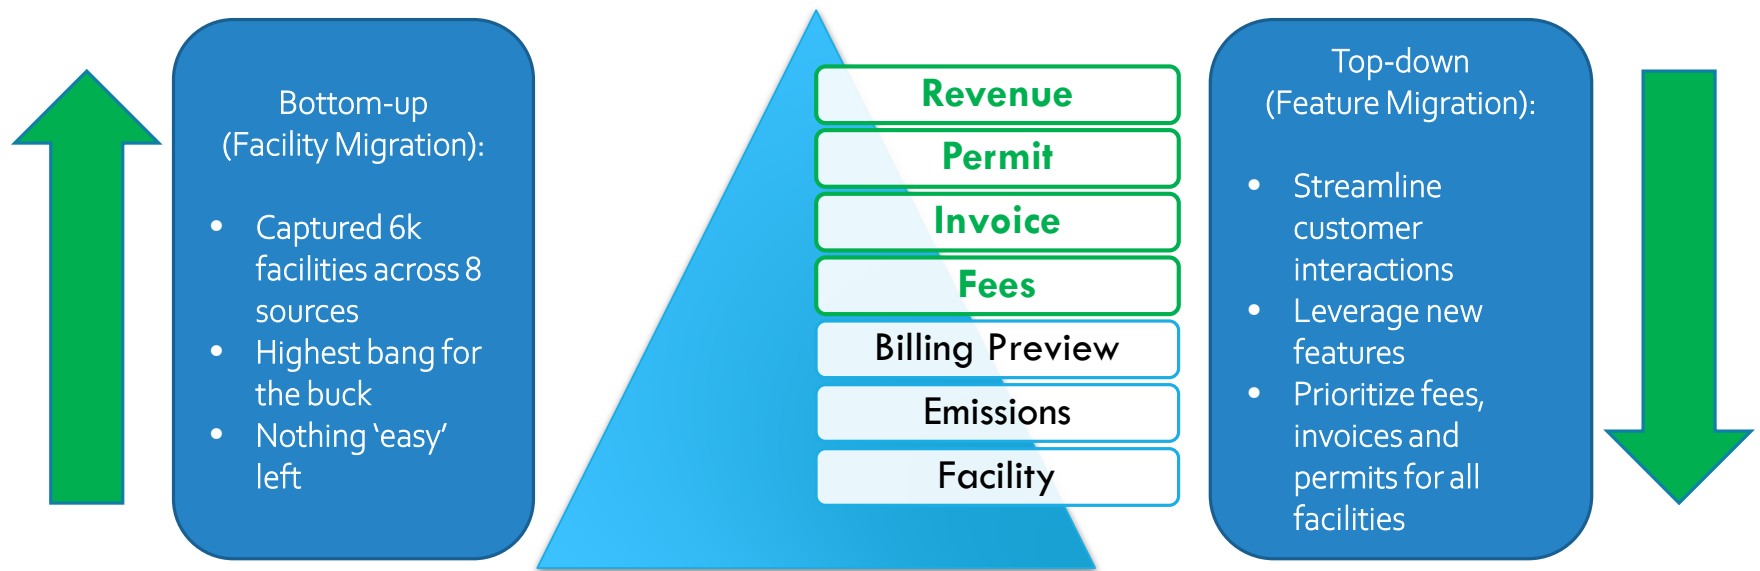 Bottom-up
(Facility Migration):
• Captured 6k
facilities across 8
sources
• Highest bang for
the buck
• Nothing ‘easy’
left
Revenue
Permit
Invoice
Fees
Billing Preview
Emissions
Facility
Top-down
(Feature Migration):
• Streamline
customer
interactions
• Leverage new
features
• Prioritize fees,
invoices and
permits for all
facilities